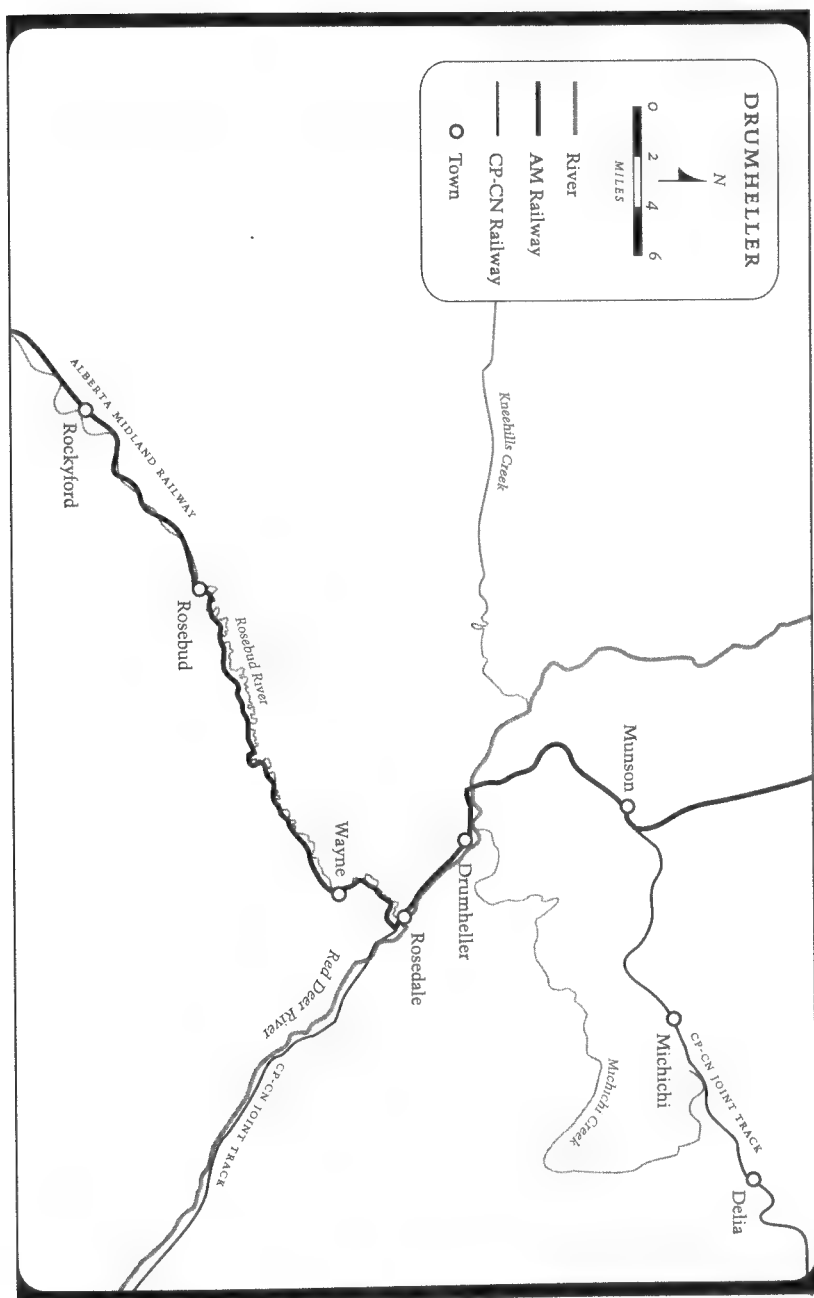 DRUMHELLER
N
0 2 4 6
MILES
River
AM Railway
CP-CN Railway
Town
Kneehills Creek
Munson
Michichi
CP-CN JOINT TRACK
Delia
Michichi Creek
Drumheller
Rosedale
Wayne
Red Deer River
CP-CN JOINT TRACK
Rosebud River
Rosebud
ALBERTA MIDLAND RAILWAY
Rockyford